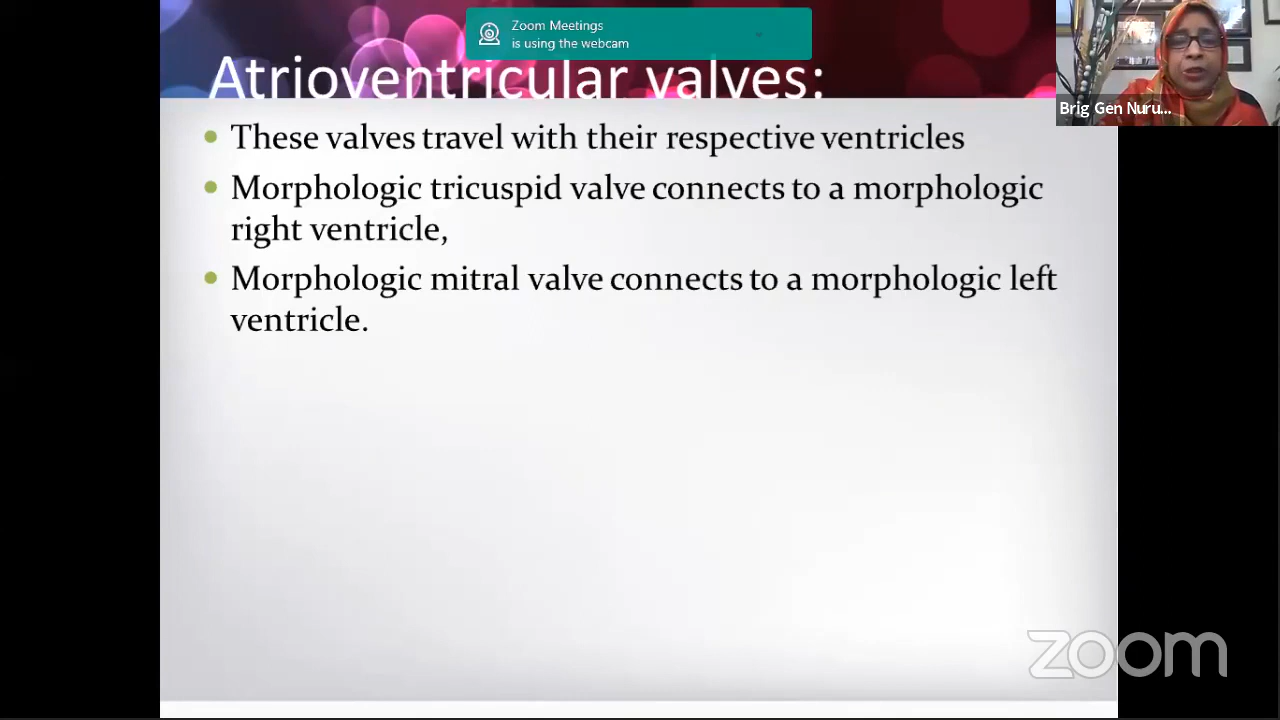 Zoom Meetings
is using the webcam
Atrioventricular valves:
Brig Gen Nuru...
These valves travel with their respective ventricles
Morphologic tricuspid valve connects to a morphologic
right ventricle,
Morphologic mitral valve connects to a morphologic left
ventricle.
zoom